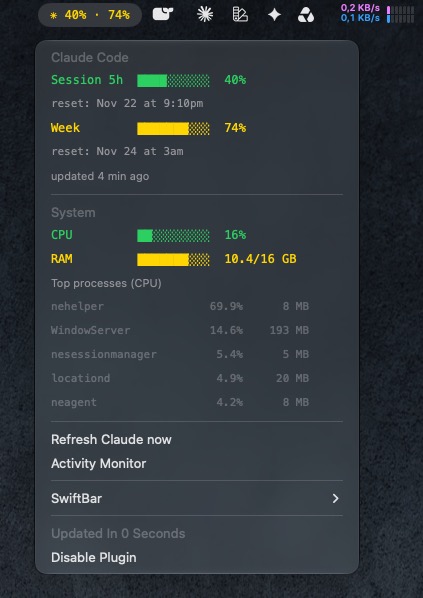 ✳ 40% · 74%
0,2 KB/s
0,1 KB/s
Claude Code
Session 5h 40%
reset: Nov 22 at 9:10pm
Week 74%
reset: Nov 24 at 3am
updated 4 min ago
System
CPU 16%
RAM 10.4/16 GB
Top processes (CPU)
nehelper 69.9% 8 MB
WindowServer 14.6% 193 MB
nesessionmanager 5.4% 5 MB
locationd 4.9% 20 MB
neagent 4.2% 8 MB
Refresh Claude now
Activity Monitor
SwiftBar
Updated In 0 Seconds
Disable Plugin